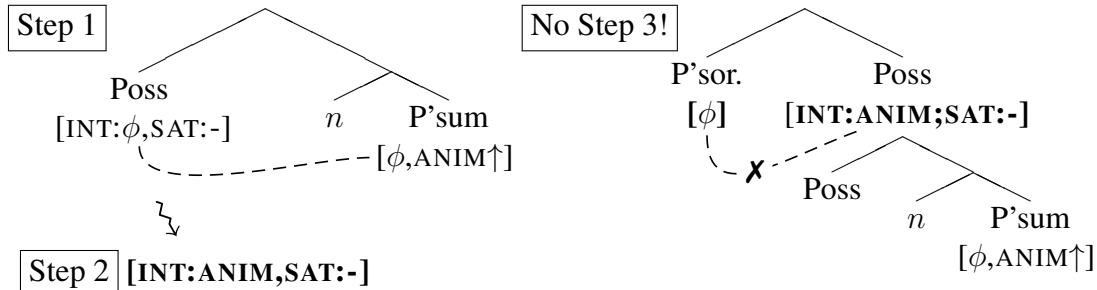 Step 1
Poss
[INT:ϕ,SAT:-]
n
P'sum
[ϕ,ANIM↑]
Step 2 [INT:ANIM,SAT:-]
No Step 3!
P'sor.
[ϕ]
Poss
[INT:ANIM;SAT:-]
✗
Poss
n
P'sum
[ϕ,ANIM↑]